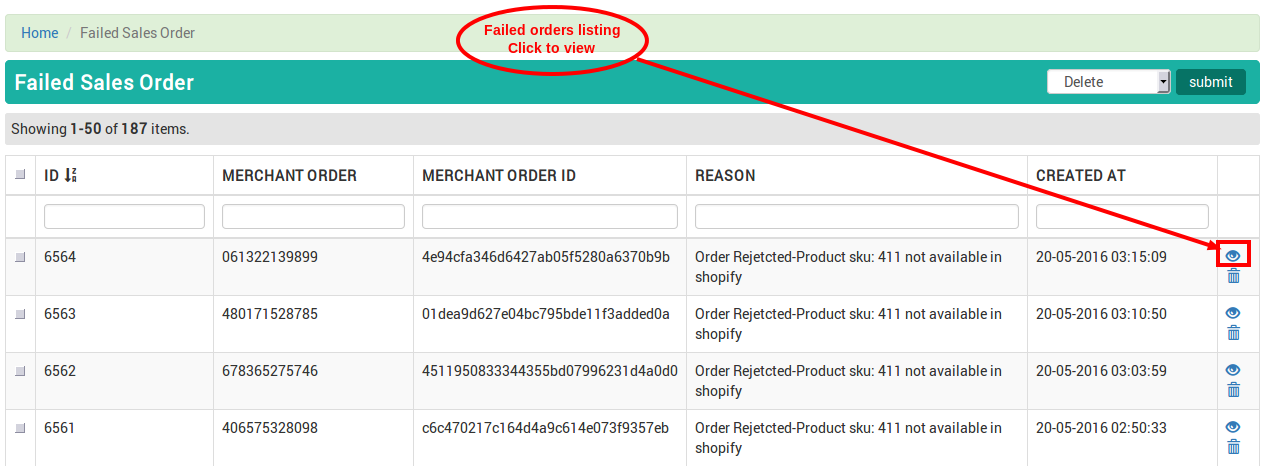 Failed orders listing
Click to view
Home / Failed Sales Order
Failed Sales Order
Delete
submit
Showing 1-50 of 187 items.
ID MERCHANT ORDER MERCHANT ORDER ID REASON CREATED AT
6564 061322139899 4e94cfa346d6427ab05f5280a6370b9b Order Rejetcted-Product sku: 411 not available in 20-05-2016 03:15:09
shopify
6563 480171528785 01dea9d627e04bc795bde11f3added0a Order Rejetcted-Product sku: 411 not available in 20-05-2016 03:10:50
shopify
6562 678365275746 4511950833344355bd07996231d4a0d0 Order Rejetcted-Product sku: 411 not available in 20-05-2016 03:03:59
shopify
6561 406575328098 c6c470217c164d4a9c614e073f9357eb Order Rejetcted-Product sku: 411 not available in 20-05-2016 02:50:33
shopify